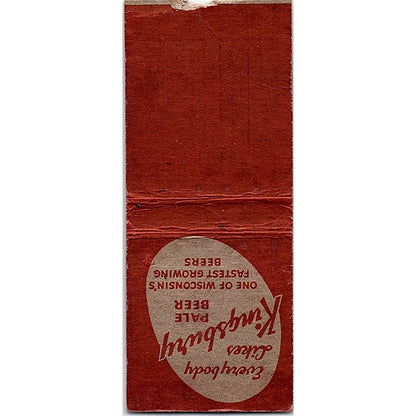 Everybody
Likes
Kingsbury
PALE
BEER
ONE OF WISCONSIN'S
FASTEST GROWING
BEERS